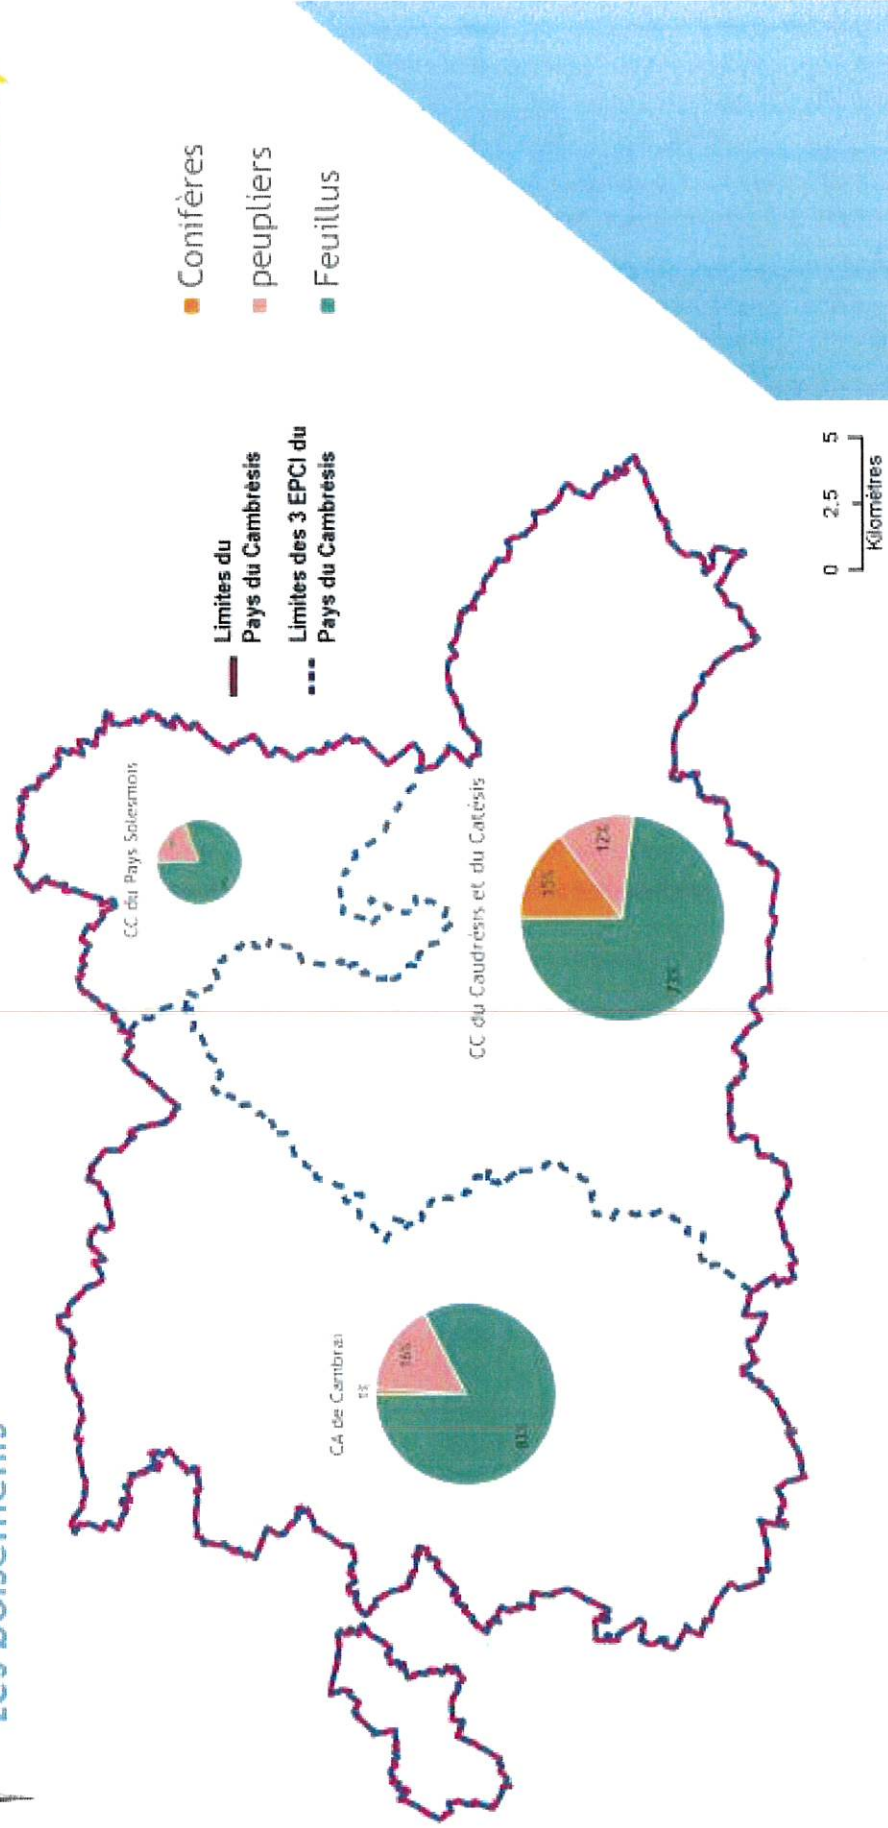 Les boisements
Conifères
peupliers
Feuillus
Limites du
Pays du Cambrésis
Limites des 3 EPCI du
Pays du Cambrésis
CC du Pays Solesmois
CC du Caudrésis et du Catésis
15%
12%
73%
CA de Cambrai
1%
16%
83%
0 2.5 5
Kilomètres